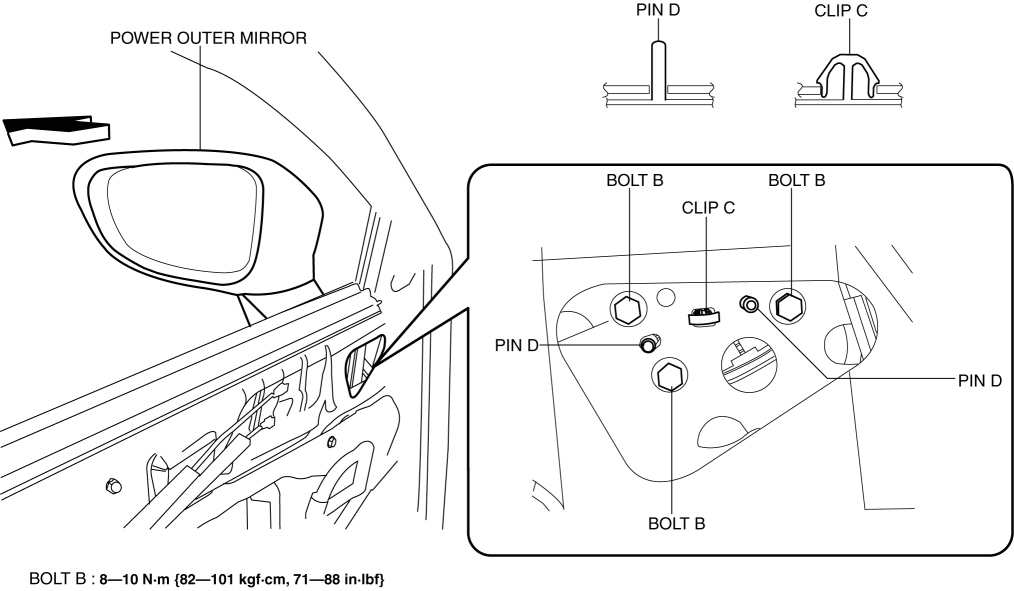 PIN D
CLIP C
POWER OUTER MIRROR
BOLT B
BOLT B
CLIP C
PIN D
PIN D
BOLT B
BOLT B : 8—10 N·m {82—101 kgf·cm, 71—88 in·lbf}